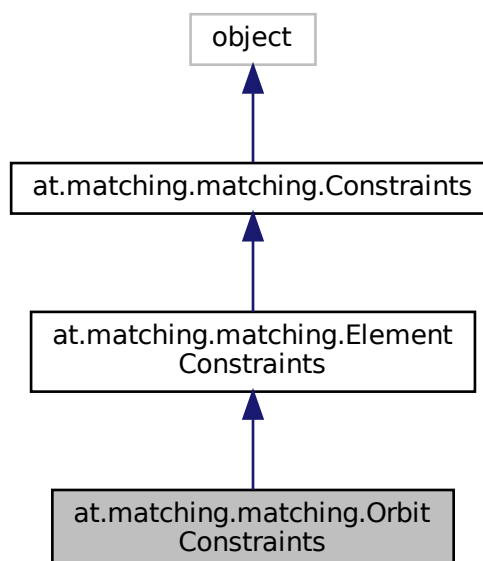 object
at.matching.matching.Constraints
at.matching.matching.Element
Constraints
at.matching.matching.Orbit
Constraints